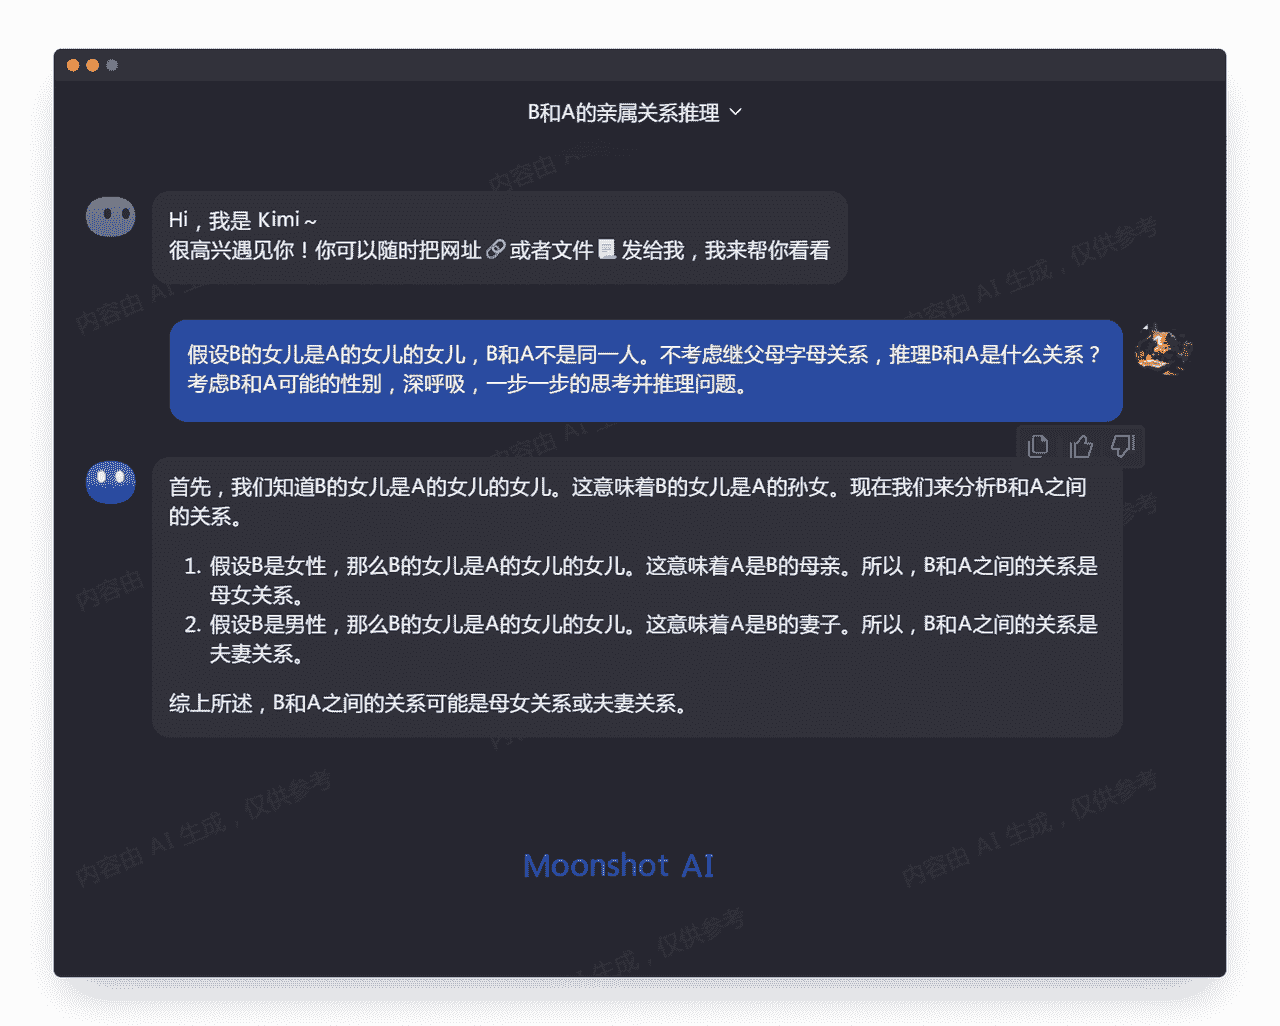 B和A的亲属关系推理
Hi，我是 Kimi～
很高兴遇见你！你可以随时把网址🔗或者文件📃发给我，我来帮你看看
假设B的女儿是A的女儿的女儿，B和A不是同一人。不考虑继父母字母关系，推理B和A是什么关系？
考虑B和A可能的性别，深呼吸，一步一步的思考并推理问题。
首先，我们知道B的女儿是A的女儿的女儿。这意味着B的女儿是A的孙女。现在我们来分析B和A之间
的关系。
1. 假设B是女性，那么B的女儿是A的女儿的女儿。这意味着A是B的母亲。所以，B和A之间的关系是
母女关系。
2. 假设B是男性，那么B的女儿是A的女儿的女儿。这意味着A是B的妻子。所以，B和A之间的关系是
夫妻关系。
综上所述，B和A之间的关系可能是母女关系或夫妻关系。
内容由 AI 生成，仅供参考
内容由 AI 生成，仅供参考
Moonshot AI